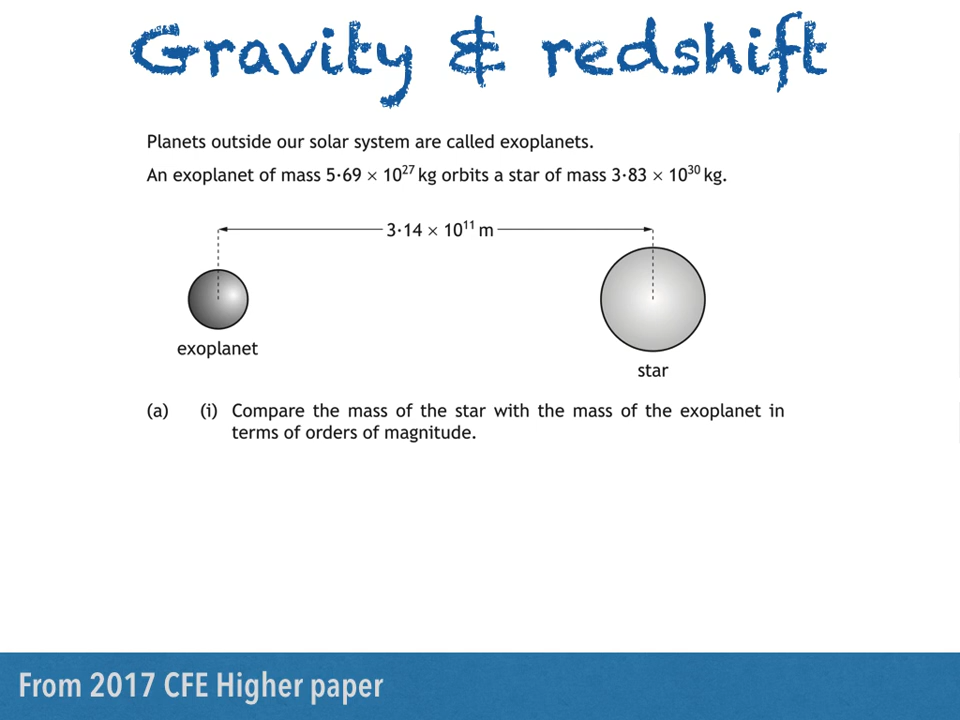 Gravity & redshift
Planets outside our solar system are called exoplanets.
An exoplanet of mass 5·69 × 10²⁷ kg orbits a star of mass 3·83 × 10³⁰ kg.
3·14 × 10¹¹ m
exoplanet
star
(a) (i) Compare the mass of the star with the mass of the exoplanet in
terms of orders of magnitude.
From 2017 CFE Higher paper